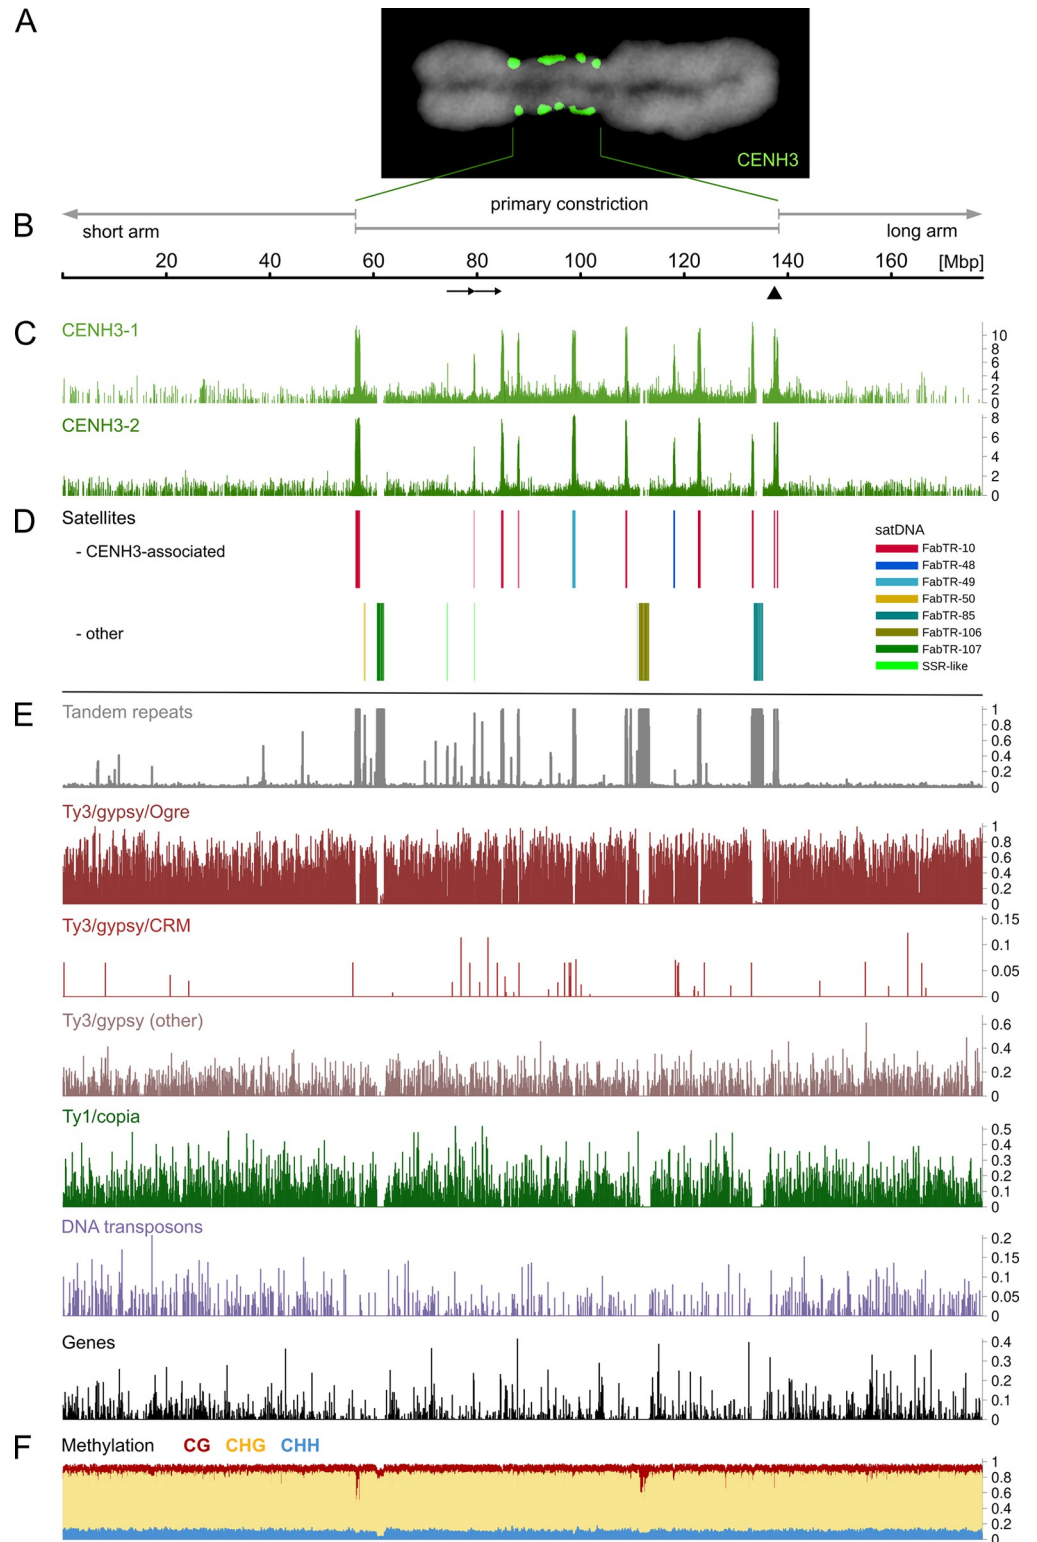 A
CENH3
B
primary constriction
short arm
long arm
20 40 60 80 100 120 140 160 [Mbp]
C
CENH3-1
10
8
6
4
2
0
CENH3-2
8
6
4
2
0
D
Satellites
- CENH3-associated
- other
satDNA
FabTR-10
FabTR-48
FabTR-49
FabTR-50
FabTR-85
FabTR-106
FabTR-107
SSR-like
E
Tandem repeats
1
0.8
0.6
0.4
0.2
0
Ty3/gypsy/Ogre
1
0.8
0.6
0.4
0.2
0
Ty3/gypsy/CRM
0.15
0.1
0.05
0
Ty3/gypsy (other)
0.6
0.4
0.2
0
Ty1/copia
0.5
0.4
0.3
0.2
0.1
0
DNA transposons
0.2
0.15
0.1
0.05
0
Genes
0.4
0.3
0.2
0.1
0
F
Methylation CG CHG CHH
1
0.8
0.6
0.4
0.2
0